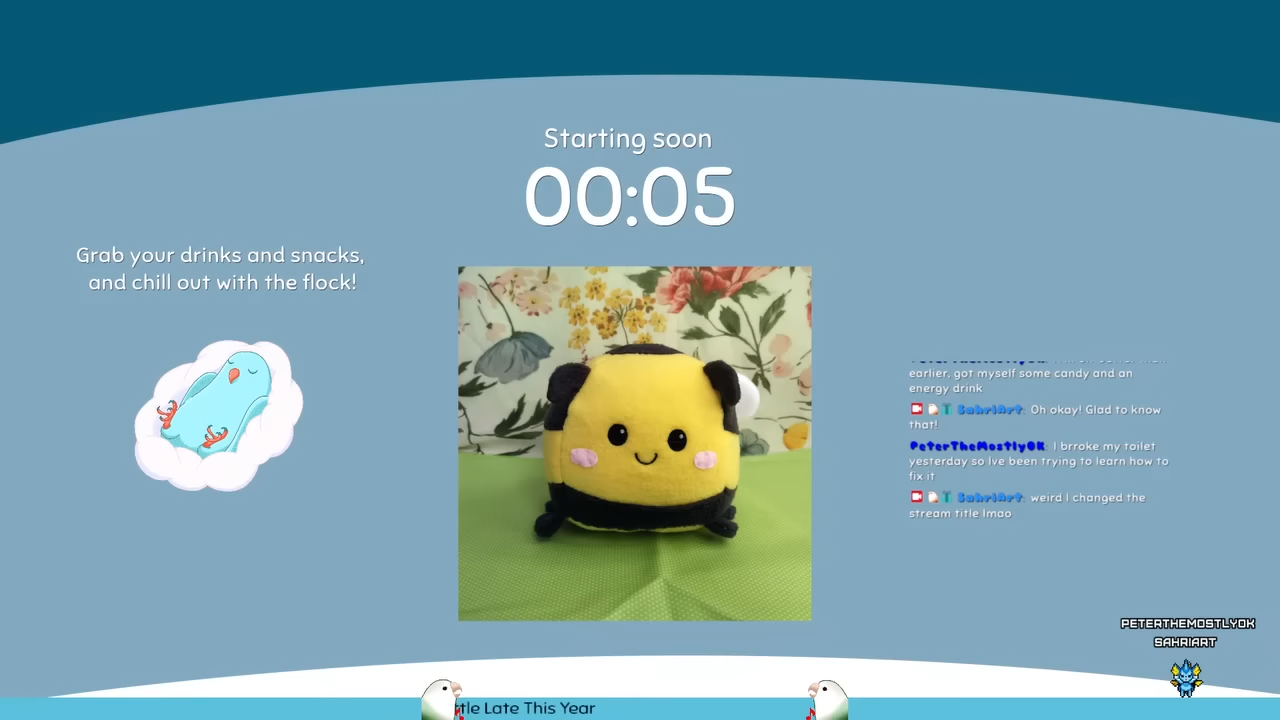 Starting soon
00:05
Grab your drinks and snacks,
and chill out with the flock!
earlier, got myself some candy and an
energy drink
SahriArt: Oh okay! Glad to know
that!
PeterTheMostlyOK: I brroke my toilet
yesterday so Ive been trying to learn how to
fix it
SahriArt: weird I changed the
stream title lmao
PETERTHEMOSTLYOK
SAHRIART
tle Late This Year